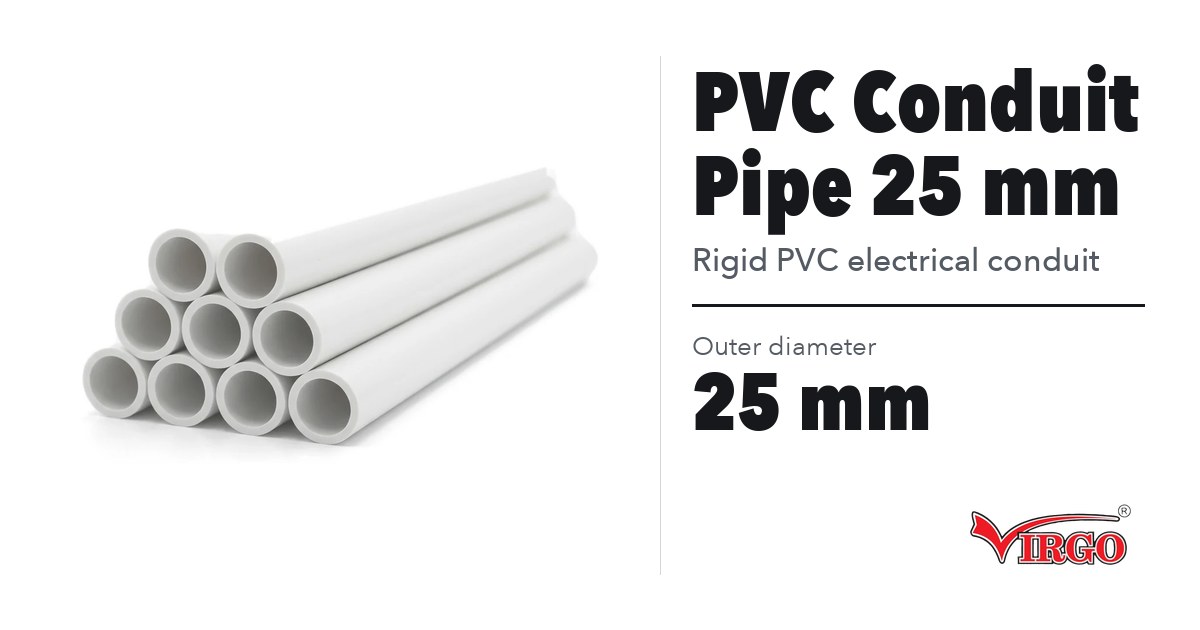 PVC Conduit
Pipe 25 mm
Rigid PVC electrical conduit
Outer diameter
25 mm
VIRGO®